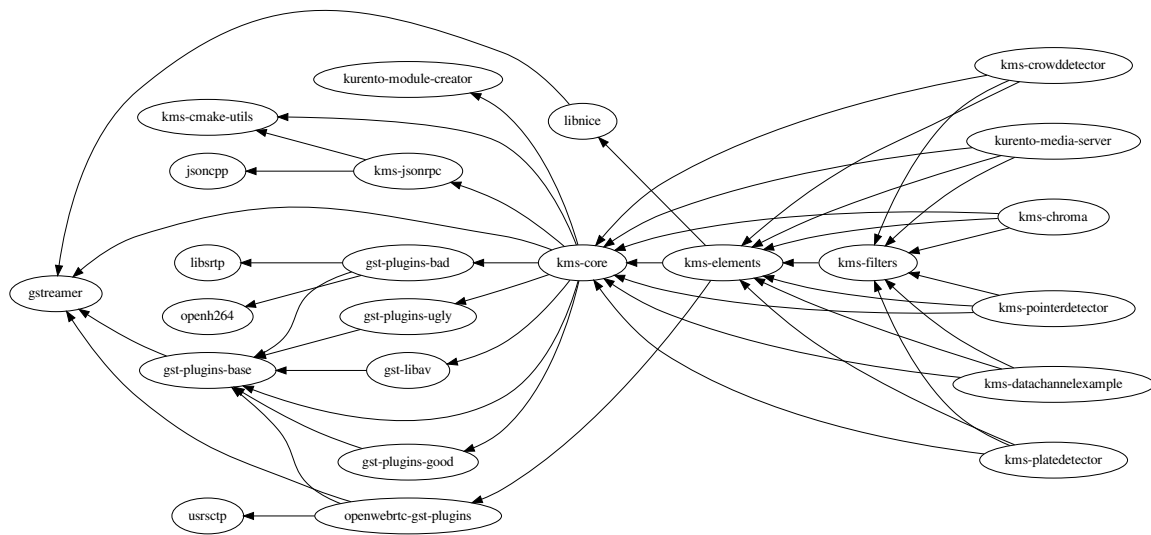 kms-crowddetector
kurento-module-creator
kms-cmake-utils
libnice
kurento-media-server
jsoncpp
kms-jsonrpc
kms-chroma
libsrtp
gst-plugins-bad
kms-core
kms-elements
kms-filters
gstreamer
openh264
gst-plugins-ugly
kms-pointerdetector
gst-plugins-base
gst-libav
kms-datachannelexample
gst-plugins-good
kms-platedetector
usrsctp
openwebrtc-gst-plugins